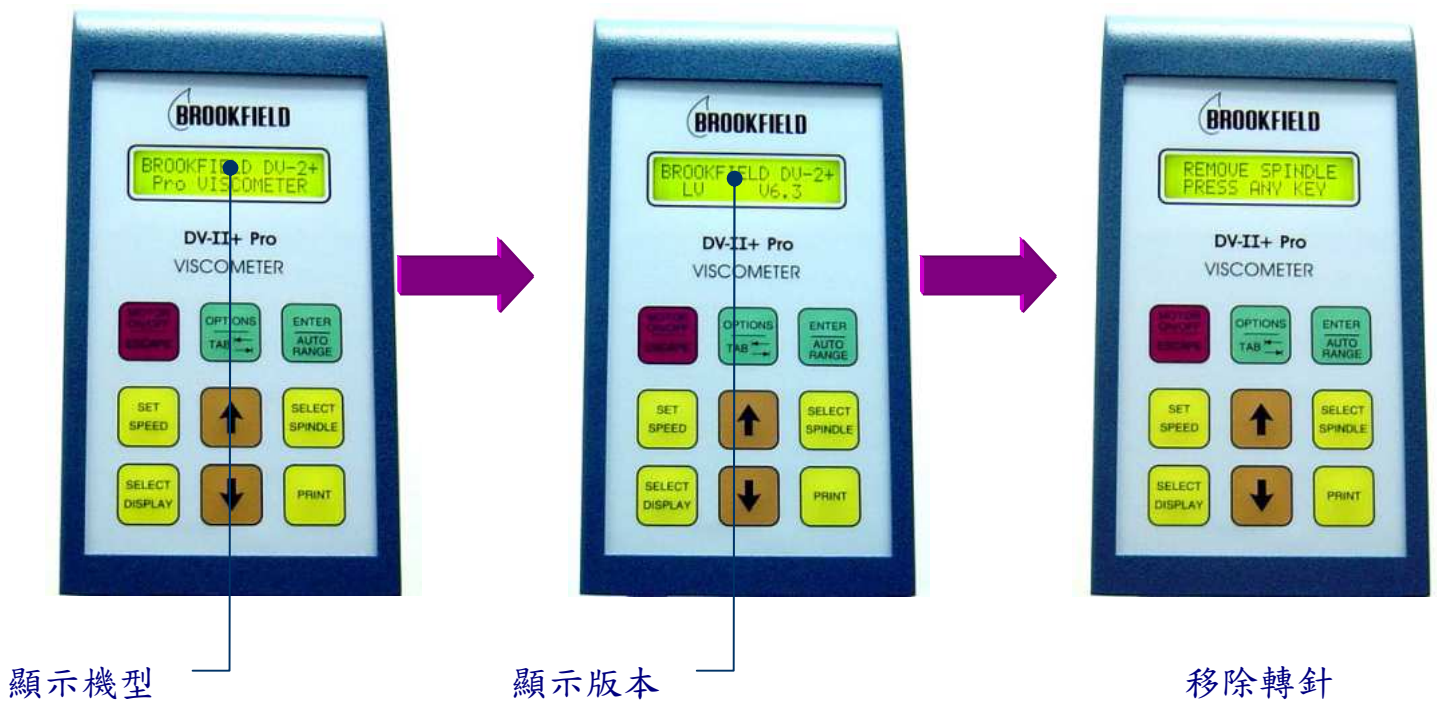 BROOKFIELD
BROOKFIELD DV-2+
Pro VISCOMETER
DV-II+ Pro
VISCOMETER
MOTOR
ON/OFF
ESCAPE
OPTIONS
TAB
ENTER
AUTO
RANGE
SET
SPEED
SELECT
SPINDLE
SELECT
DISPLAY
PRINT
顯示機型
BROOKFIELD
BROOKFIELD DV-2+
LV V6.3
DV-II+ Pro
VISCOMETER
MOTOR
ON/OFF
ESCAPE
OPTIONS
TAB
ENTER
AUTO
RANGE
SET
SPEED
SELECT
SPINDLE
SELECT
DISPLAY
PRINT
顯示版本
BROOKFIELD
REMOVE SPINDLE
PRESS ANY KEY
DV-II+ Pro
VISCOMETER
MOTOR
ON/OFF
ESCAPE
OPTIONS
TAB
ENTER
AUTO
RANGE
SET
SPEED
SELECT
SPINDLE
SELECT
DISPLAY
PRINT
移除轉針